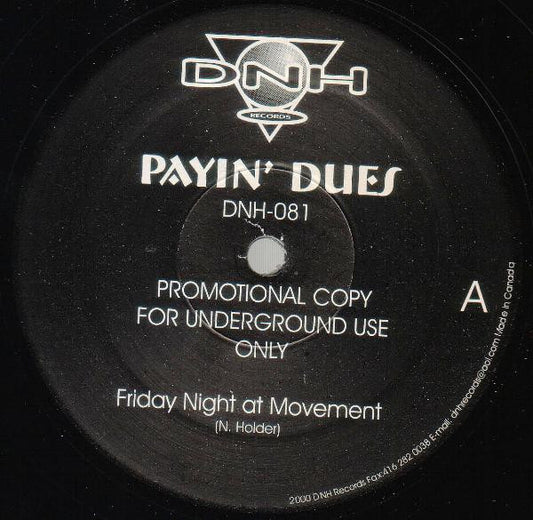 DNH
RECORDS
PAYIN' DUES
DNH-081
PROMOTIONAL COPY
FOR UNDERGROUND USE
ONLY
A
Friday Night at Movement
(N. Holder)
2000 DNH Records Fax:416 282 0038 E-mail: dnhrecords@aol.com Made In Canada